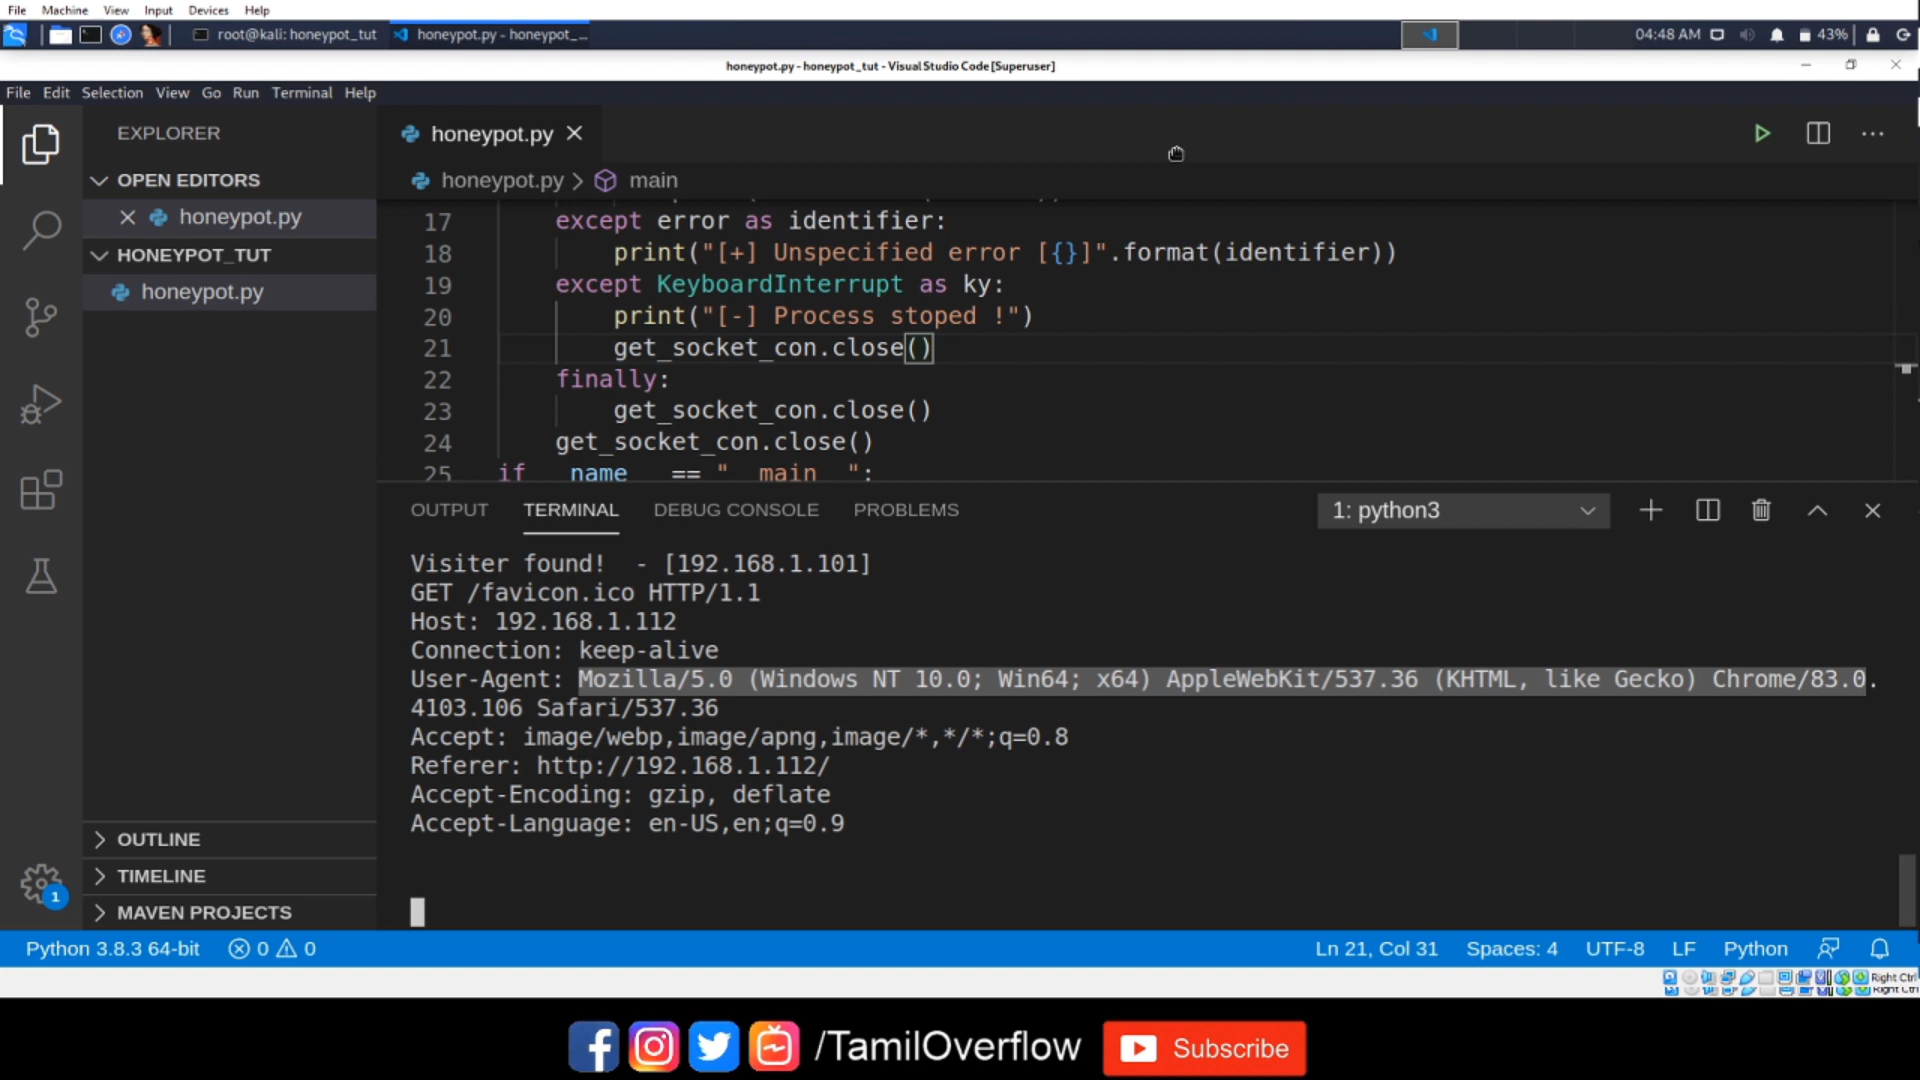 File Machine View Input Devices Help
root@kali: honeypot_tut honeypot.py - honeypot_... 04:48 AM 43%
honeypot.py - honeypot_tut - Visual Studio Code [Superuser]
File Edit Selection View Go Run Terminal Help
EXPLORER
OPEN EDITORS
honeypot.py
HONEYPOT_TUT
honeypot.py
OUTLINE
TIMELINE
MAVEN PROJECTS
1
honeypot.py
honeypot.py > main
17 except error as identifier:
18 print("[+] Unspecified error [{}]".format(identifier))
19 except KeyboardInterrupt as ky:
20 print("[-] Process stoped !")
21 get_socket_con.close()
22 finally:
23 get_socket_con.close()
24 get_socket_con.close()
25 if __name__ == "__main__":
OUTPUT TERMINAL DEBUG CONSOLE PROBLEMS 1: python3
Visiter found! - [192.168.1.101]
GET /favicon.ico HTTP/1.1
Host: 192.168.1.112
Connection: keep-alive
User-Agent: Mozilla/5.0 (Windows NT 10.0; Win64; x64) AppleWebKit/537.36 (KHTML, like Gecko) Chrome/83.0.
4103.106 Safari/537.36
Accept: image/webp,image/apng,image/*,*/*;q=0.8
Referer: http://192.168.1.112/
Accept-Encoding: gzip, deflate
Accept-Language: en-US,en;q=0.9
Python 3.8.3 64-bit 0 0 Ln 21, Col 31 Spaces: 4 UTF-8 LF Python
Right Ctrl
Right Ctrl
/TamilOverflow Subscribe